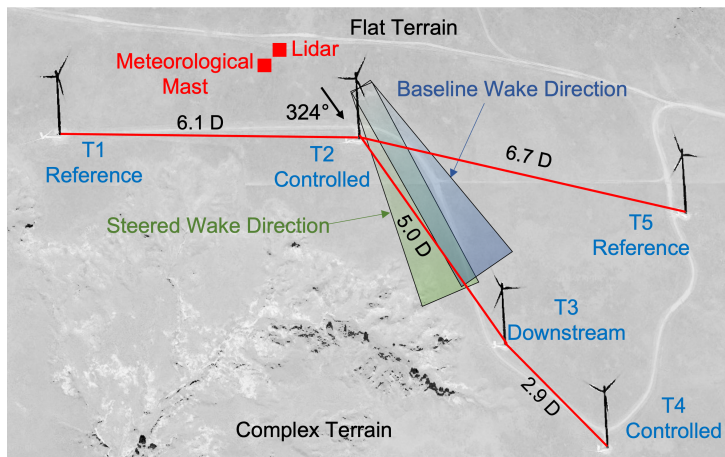 Flat Terrain
Lidar
Meteorological
Mast
Baseline Wake Direction
324°
6.1 D
T1
Reference
T2
Controlled
6.7 D
T5
Reference
Steered Wake Direction
5.0 D
T3
Downstream
2.9 D
T4
Controlled
Complex Terrain